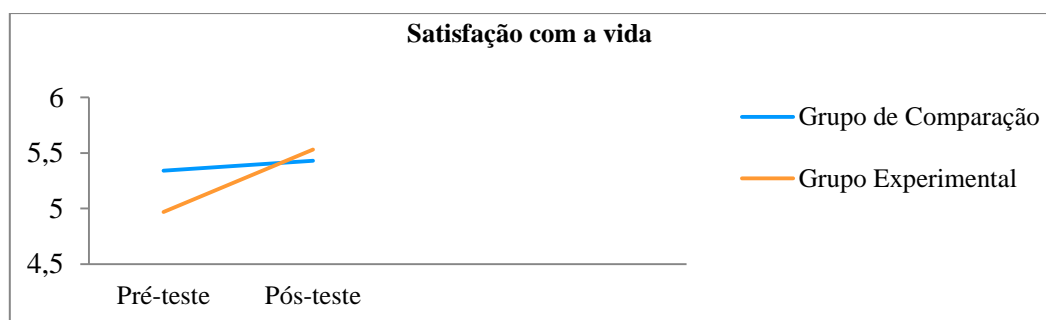 Satisfação com a vida
6
5,5
5
4,5
Pré-teste
Pós-teste
Grupo de Comparação
Grupo Experimental